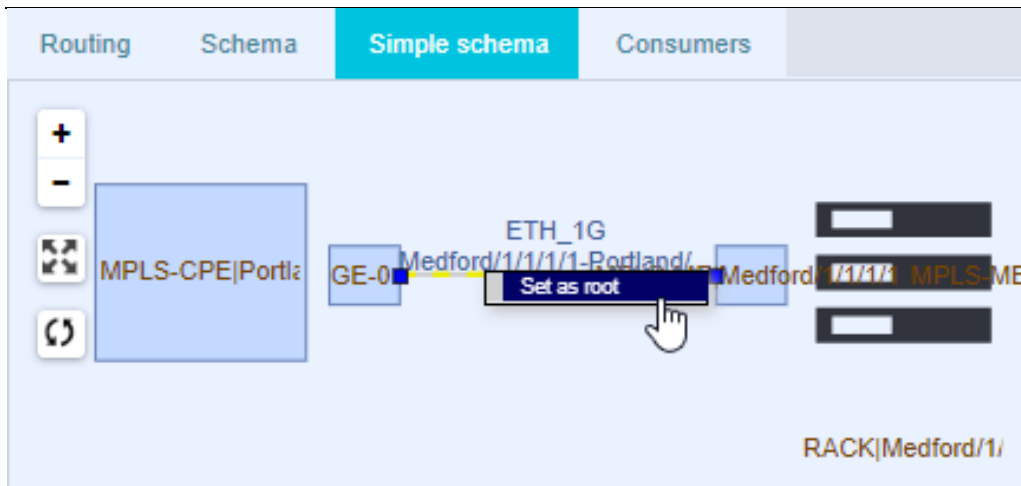 Routing Schema Simple schema Consumers
+
−
ETH_1G
Medford/1/1/1/1-Portland/
MPLS-CPE|Portla
GE-0
Medford/1/1/1/1 MPLS-ME
Set as root
RACK|Medford/1/